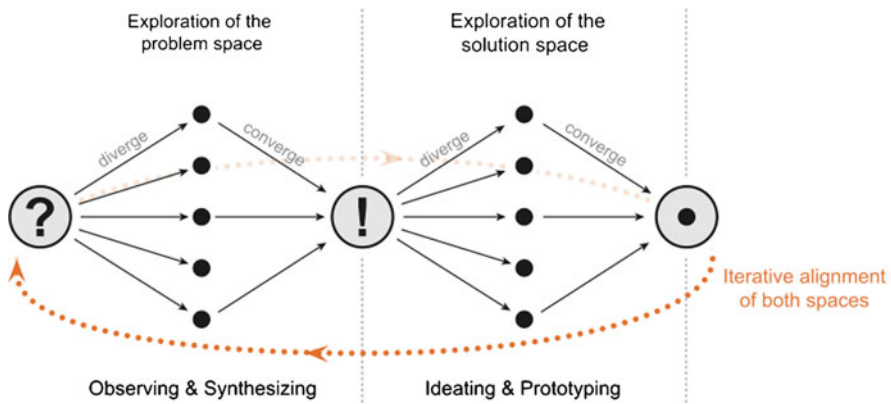 Exploration of the
problem space
Exploration of the
solution space
diverge
converge
diverge
converge
?
!
Iterative alignment
of both spaces
Observing & Synthesizing
Ideating & Prototyping